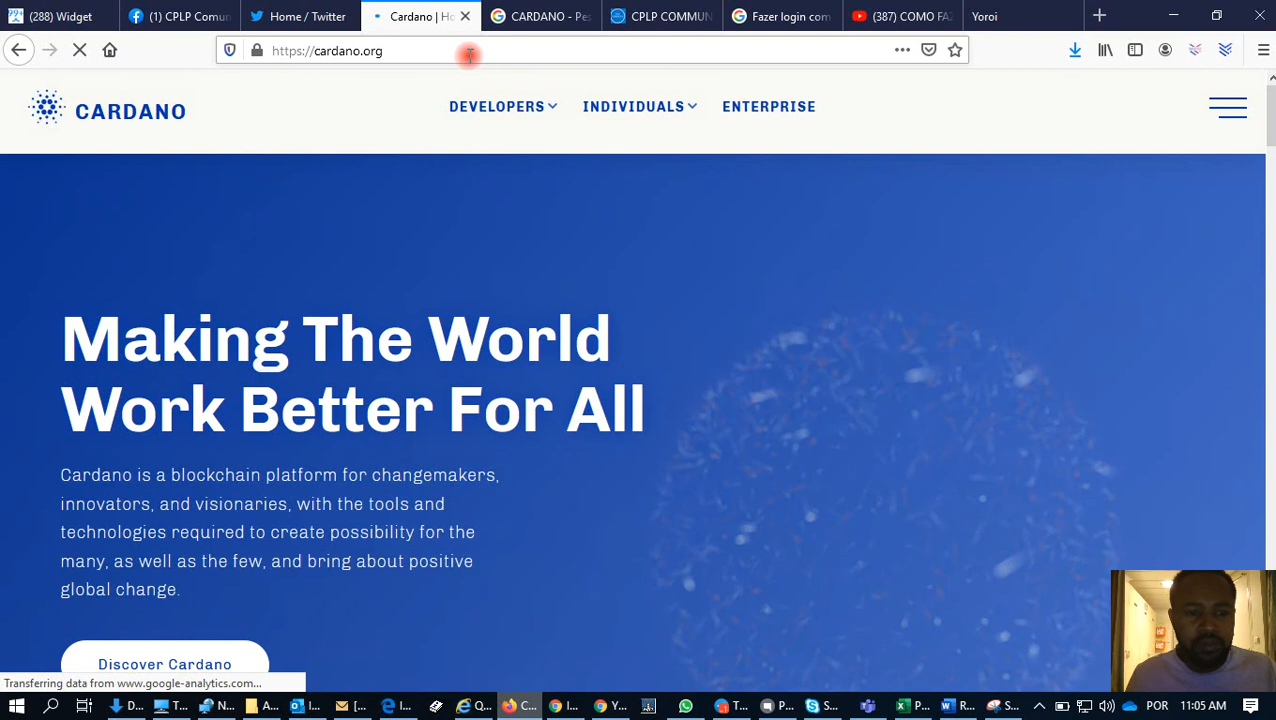 (288) Widget
(1) CPLP Comun
Home / Twitter
Cardano | Ho
CARDANO - Pes
CPLP COMMUN
Fazer login com
(387) COMO FAZ
Yoroi
https://cardano.org
CARDANO
DEVELOPERS
INDIVIDUALS
ENTERPRISE
Making The World
Work Better For All
Cardano is a blockchain platform for changemakers,
innovators, and visionaries, with the tools and
technologies required to create possibility for the
many, as well as the few, and bring about positive
global change.
Discover Cardano
Transferring data from www.google-analytics.com...
D...
T...
N...
A...
I...
[...
I...
Q...
C...
I...
Y...
T...
P...
S...
P...
R...
S...
POR
11:05 AM